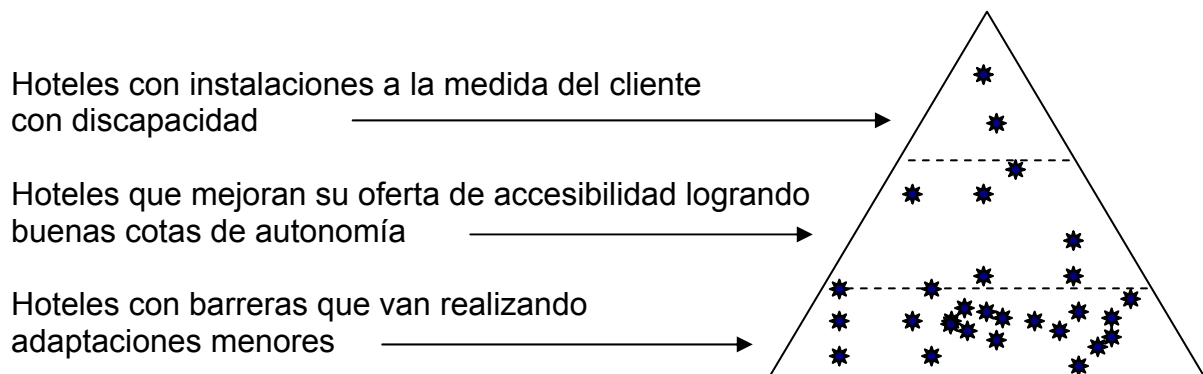 Hoteles con instalaciones a la medida del cliente
con discapacidad
Hoteles que mejoran su oferta de accesibilidad logrando
buenas cotas de autonomía
Hoteles con barreras que van realizando
adaptaciones menores